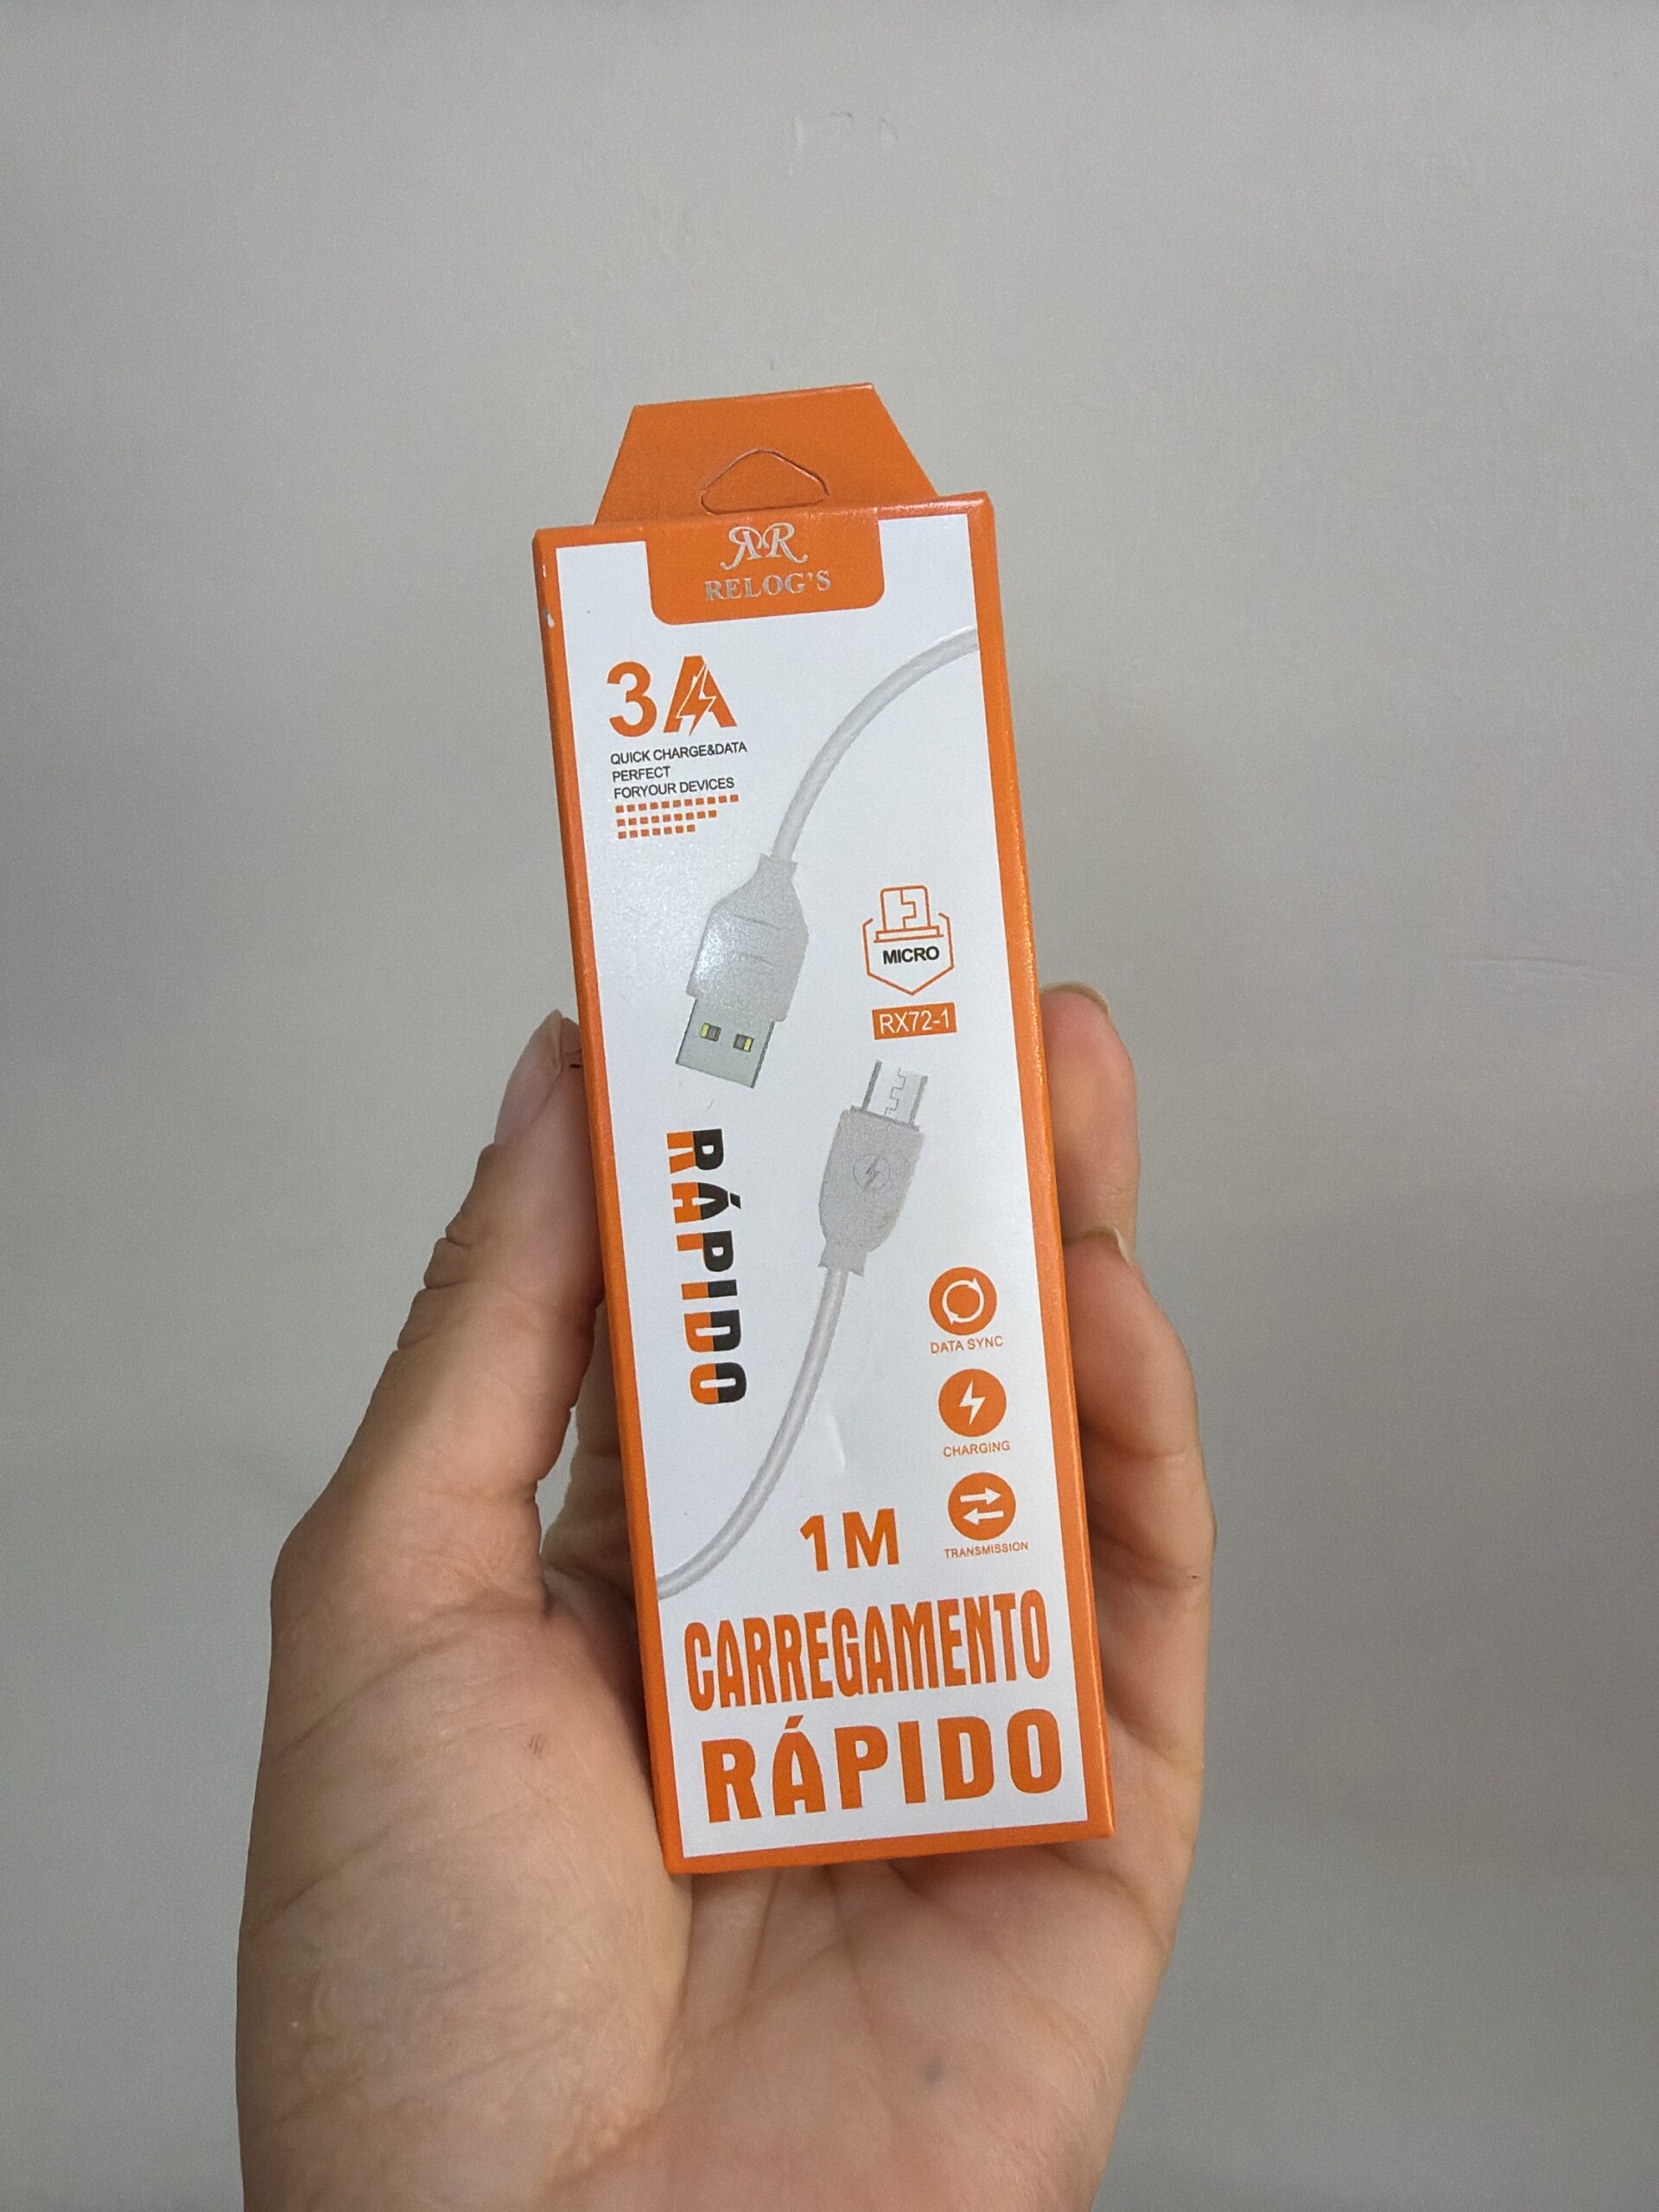 RR
RELOG'S
3A
QUICK CHARGE&DATA
PERFECT
FORYOUR DEVICES
MICRO
RX72-1
RÁPIDO
DATA SYNC
CHARGING
TRANSMISSION
1M
CARREGAMENTO
RÁPIDO